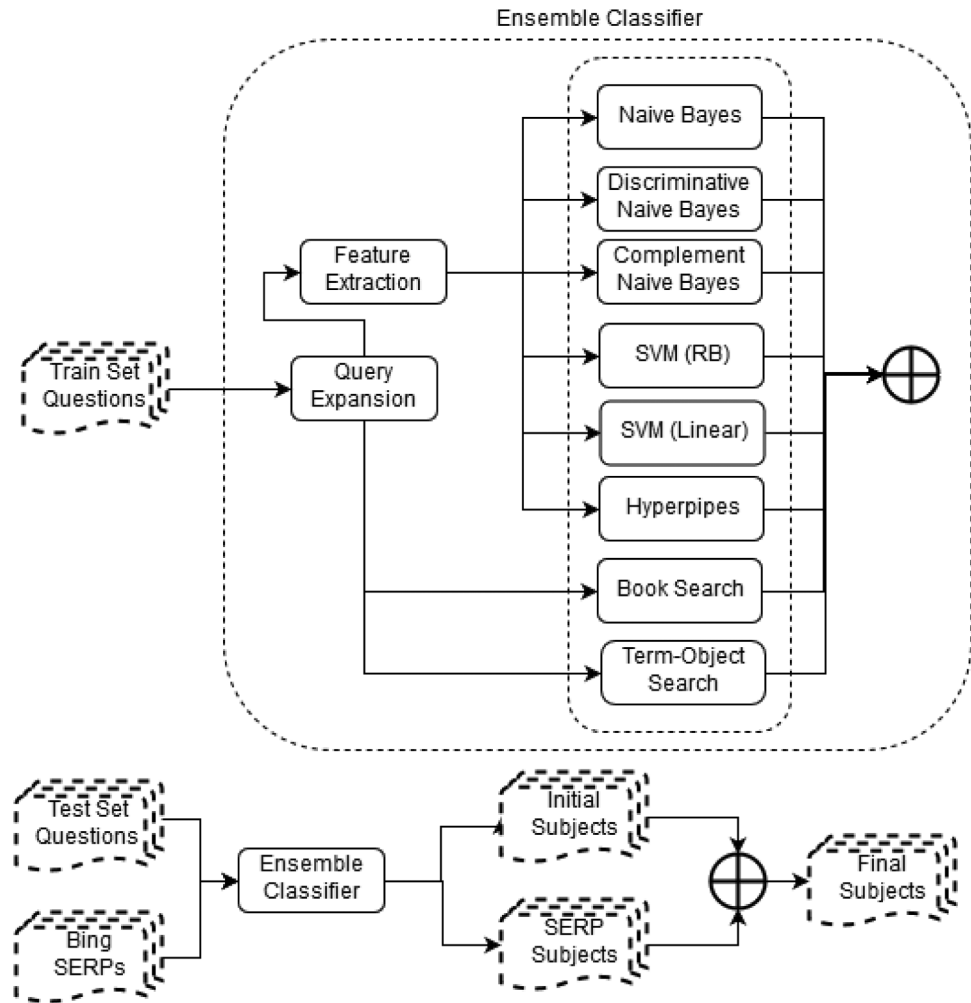 Ensemble Classifier
Naive Bayes
Discriminative
Naive Bayes
Feature
Extraction
Complement
Naive Bayes
Train Set
Questions
Query
Expansion
SVM (RB)
SVM (Linear)
Hyperpipes
Book Search
Term-Object
Search
Test Set
Questions
Bing
SERPs
Ensemble
Classifier
Initial
Subjects
SERP
Subjects
Final
Subjects